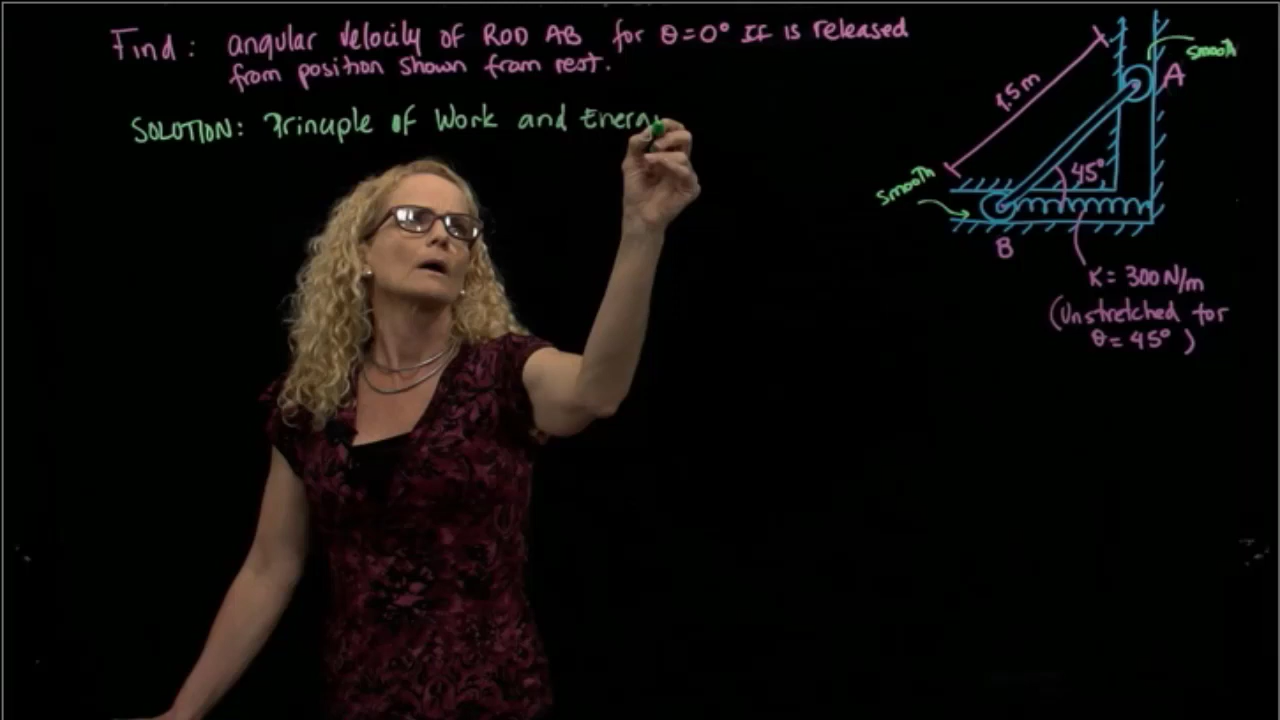 Find: angular velocity of ROD AB for θ=0° IF is released
from position shown from rest.
SOLUTION: Principle of Work and Energy
1.5 m
smooth
A
45°
smooth
B
K = 300 N/m
(Unstretched for
θ = 45°)